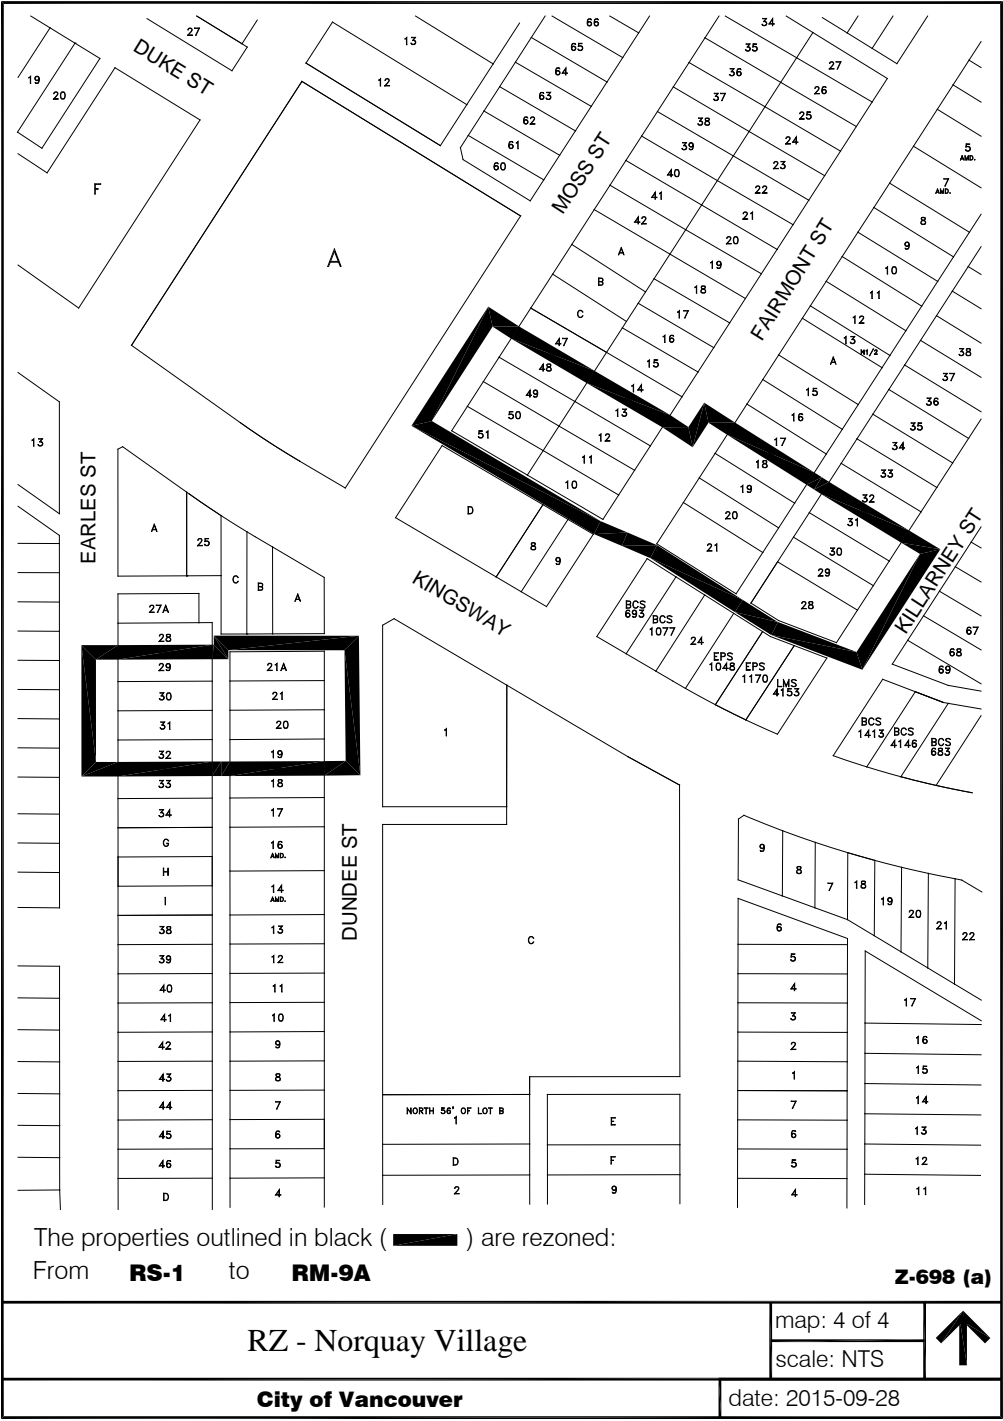 27
DUKE ST
19
20
F
13
12
A
66
65
64
63
62
61
60
MOSS ST
34
35
36
37
38
39
40
41
42
A
B
C
47
48
49
50
51
27
26
25
24
23
22
21
20
19
18
17
16
15
14
13
12
11
10
FAIRMONT ST
5
AMD.
7
AMD.
8
9
10
11
12
13
N1/2
A
15
16
17
18
19
20
21
38
37
36
35
34
33
32
31
30
29
28
KILLARNEY ST
67
68
69
13
EARLES ST
A
25
C
B
A
27A
28
29
30
31
32
33
34
G
H
I
38
39
40
41
42
43
44
45
46
D
21A
21
20
19
18
17
16
AMD.
14
AMD.
13
12
11
10
9
8
7
6
5
4
DUNDEE ST
D
8
9
KINGSWAY
BCS
693
BCS
1077
24
EPS
1048
EPS
1170
LMS
4153
BCS
1413
BCS
4146
BCS
683
1
C
NORTH 56' OF LOT B
1
D
2
E
F
9
9
8
7
18
19
20
21
22
6
5
4
3
2
1
7
6
5
4
17
16
15
14
13
12
11
The properties outlined in black ( ) are rezoned:
From RS-1 to RM-9A
Z-698 (a)
RZ - Norquay Village
map: 4 of 4
scale: NTS
City of Vancouver
date: 2015-09-28